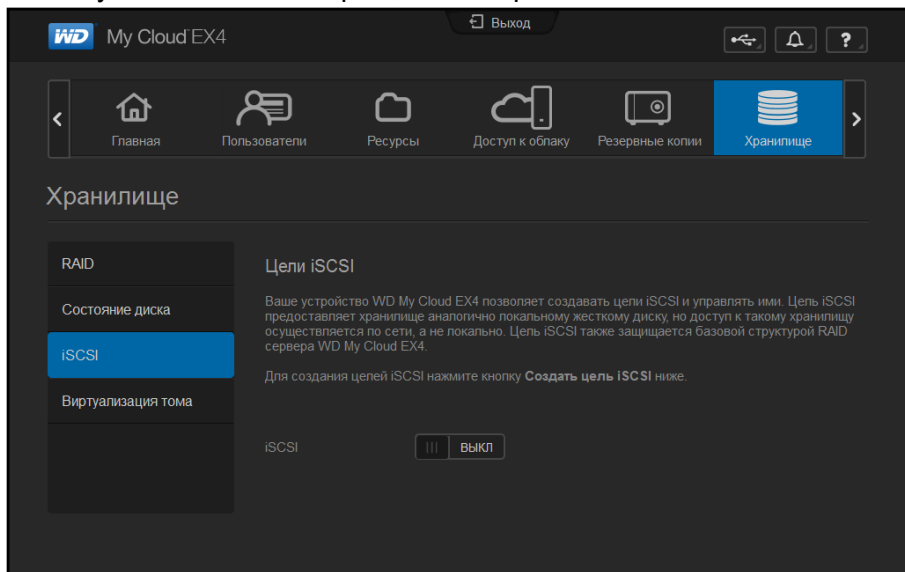 Выход
WD My Cloud EX4
?
Главная
Пользователи
Ресурсы
Доступ к облаку
Резервные копии
Хранилище
Хранилище
RAID
Состояние диска
iSCSI
Виртуализация тома
Цели iSCSI
Ваше устройство WD My Cloud EX4 позволяет создавать цели iSCSI и управлять ими. Цель iSCSI
предоставляет хранилище аналогично локальному жесткому диску, но доступ к такому хранилищу
осуществляется по сети, а не локально. Цель iSCSI также защищается базовой структурой RAID
сервера WD My Cloud EX4.
Для создания целей iSCSI нажмите кнопку Создать цель iSCSI ниже.
iSCSI
ВЫКЛ